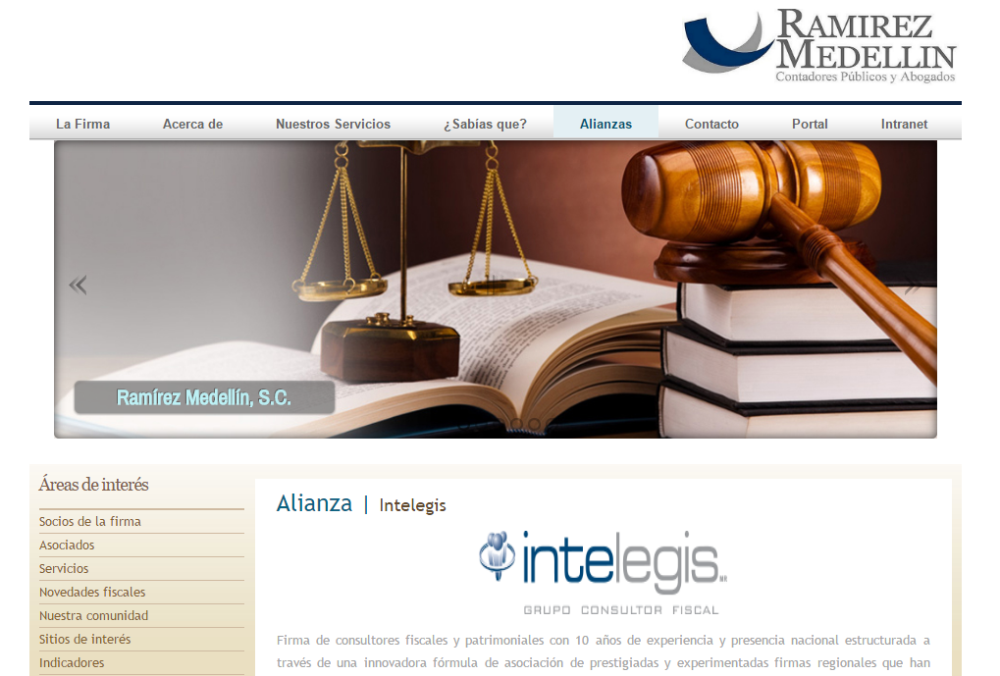 RAMIREZ
MEDELLIN
Contadores Públicos y Abogados
La Firma Acerca de Nuestros Servicios ¿Sabías que? Alianzas Contacto Portal Intranet
Ramírez Medellín, S.C.
Áreas de interés
Socios de la firma
Asociados
Servicios
Novedades fiscales
Nuestra comunidad
Sitios de interés
Indicadores
Alianza | Intelegis
intelegis
GRUPO CONSULTOR FISCAL
Firma de consultores fiscales y patrimoniales con 10 años de experiencia y presencia nacional estructurada a
través de una innovadora fórmula de asociación de prestigiadas y experimentadas firmas regionales que han